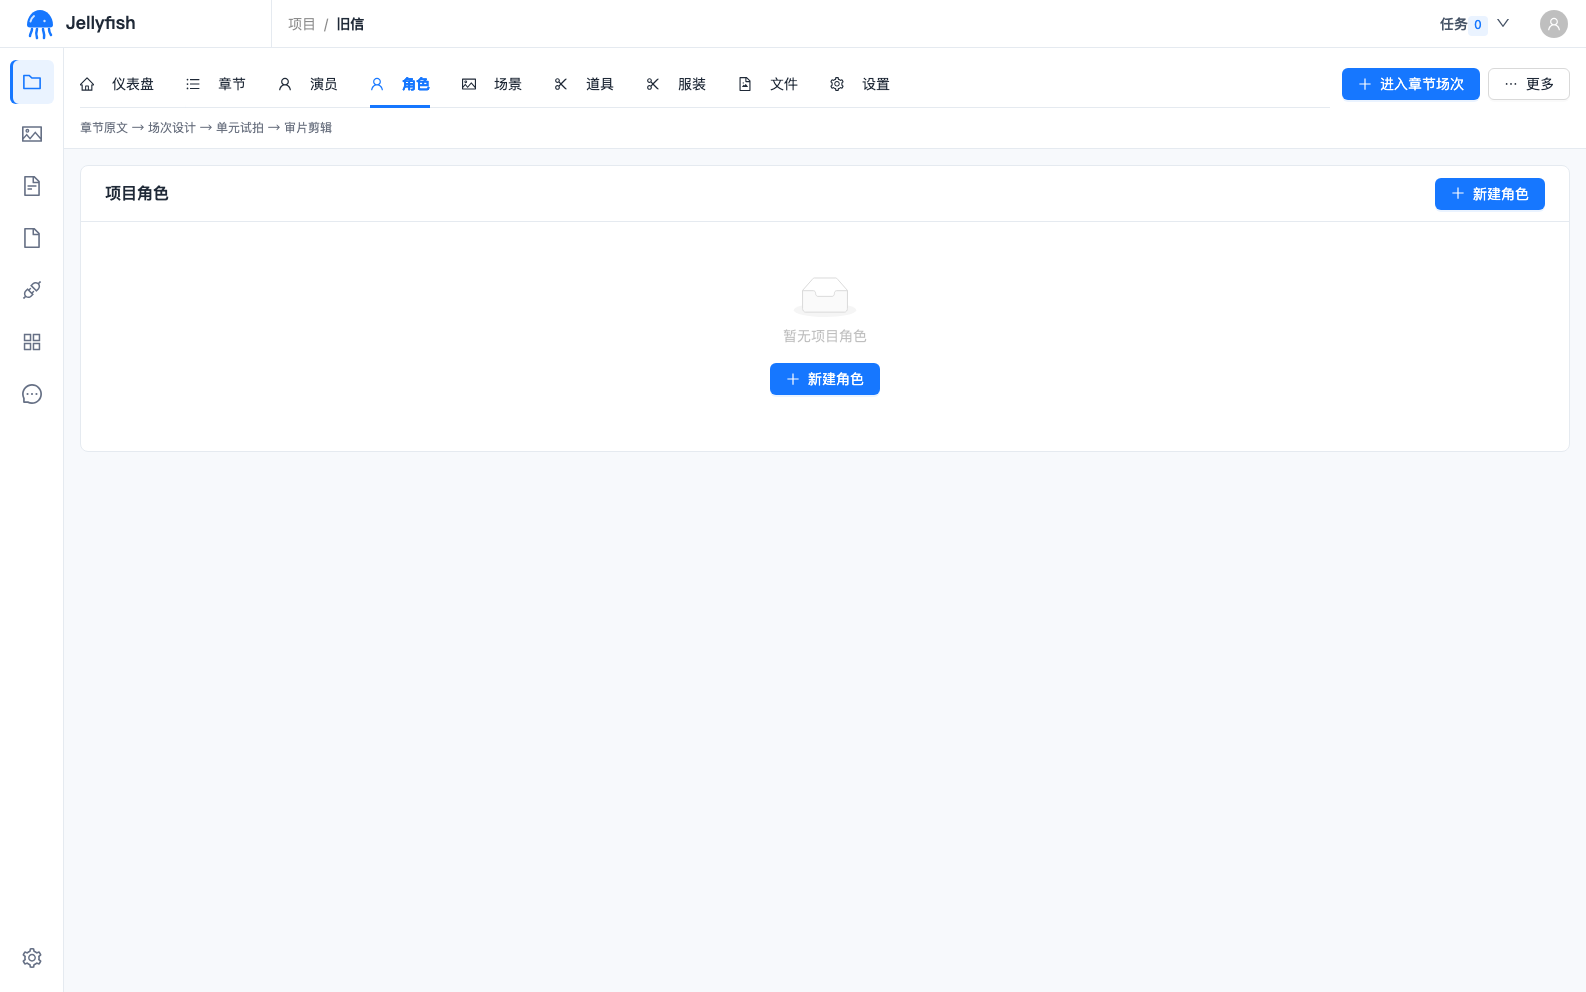 Jellyfish
项目 / 旧信
任务 0
仪表盘 章节 演员 角色 场景 道具 服装 文件 设置
进入章节场次 更多
章节原文 → 场次设计 → 单元试拍 → 审片剪辑
项目角色
新建角色
暂无项目角色
新建角色